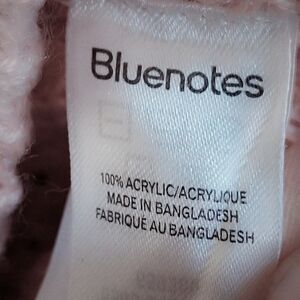 Bluenotes
100% ACRYLIC/ACRYLIQUE
MADE IN BANGLADESH
FABRIQUE AU BANGLADESH